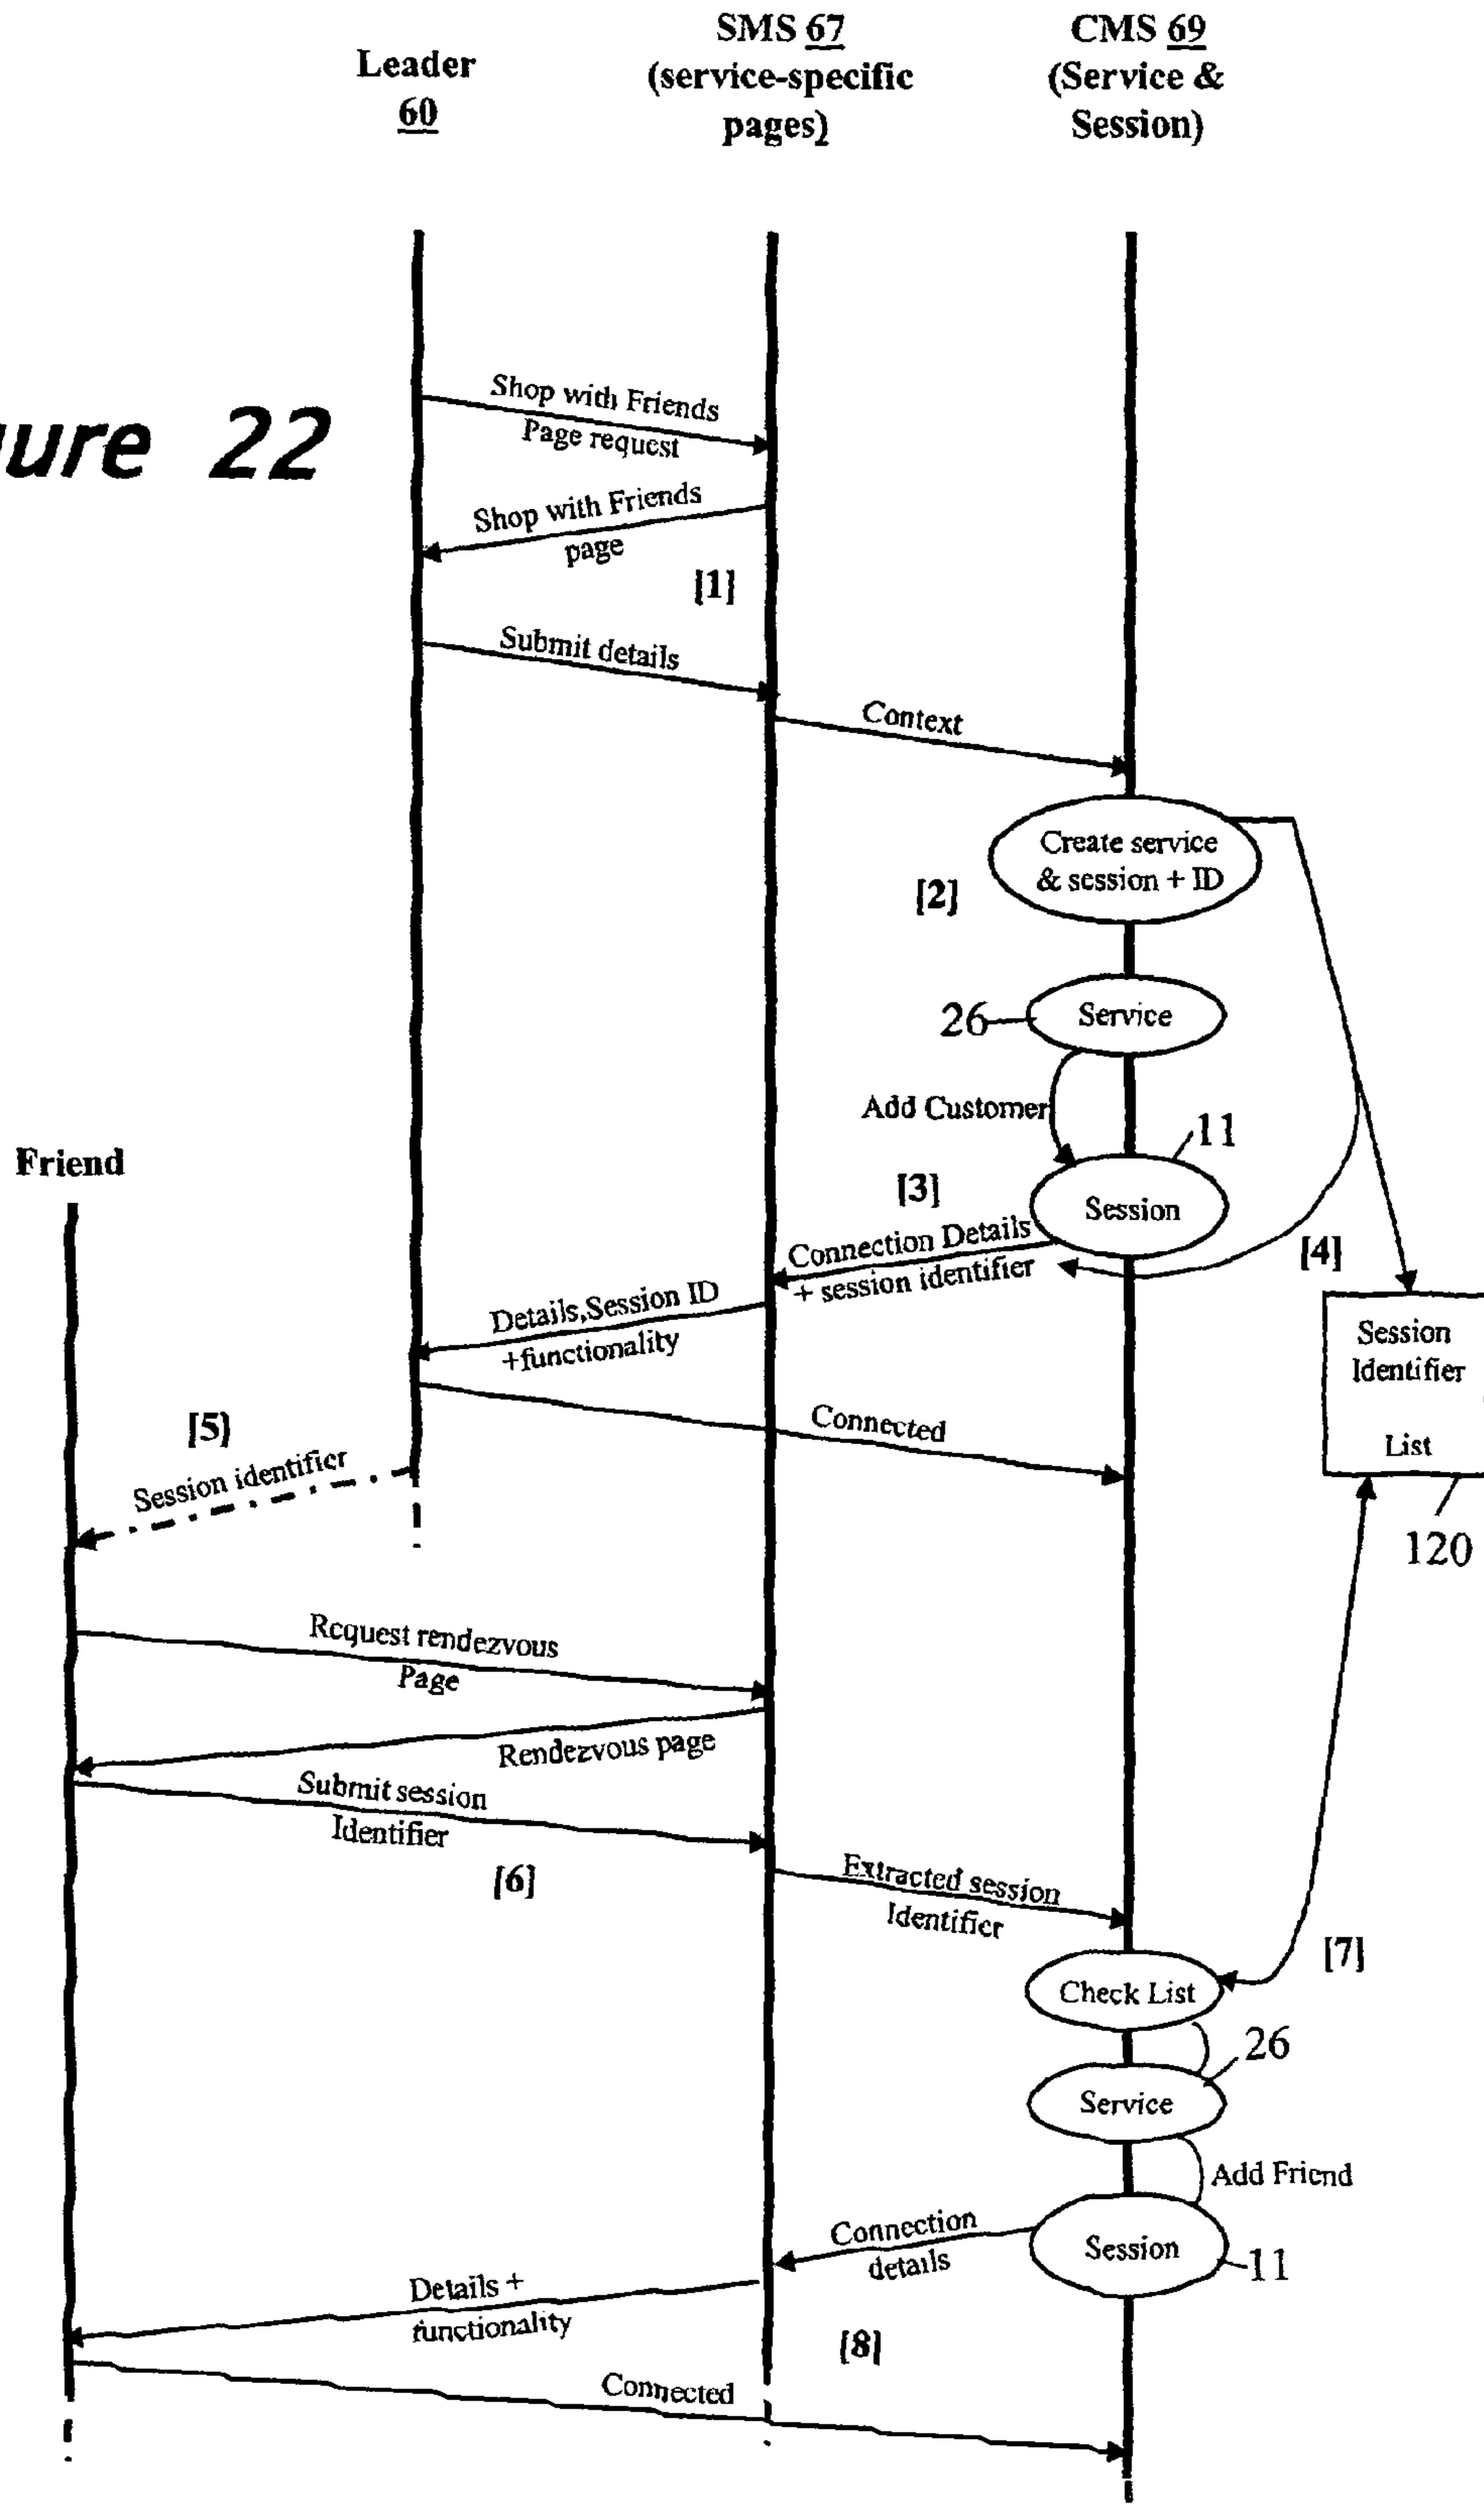 Leader
60
SMS 67
(service-specific
pages)
CMS 69
(Service &
Session)
ure 22
Shop with Friends
Page request
Shop with Friends
page
[1]
Submit details
Context
Create service
& session + ID
[2]
26
Service
Add Customer
11
Friend
[3]
Session
Connection Details
+ session identifier
[4]
Details,Session ID
+functionality
Session
Identifier
List
120
Connected
[5]
Session identifier
Request rendezvous
Page
Rendezvous page
Submit session
Identifier
[6]
Extracted session
Identifier
[7]
Check List
26
Service
Add Friend
Connection
details
Session
11
Details +
functionality
[8]
Connected